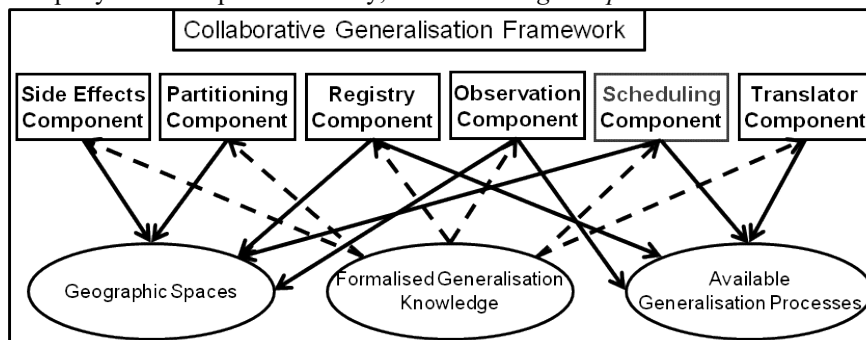 Collaborative Generalisation Framework
Side Effects Partitioning Registry Observation Scheduling Translator
Component Component Component Component Component Component
Geographic Spaces
Formalised Generalisation
Knowledge
Available
Generalisation Processes